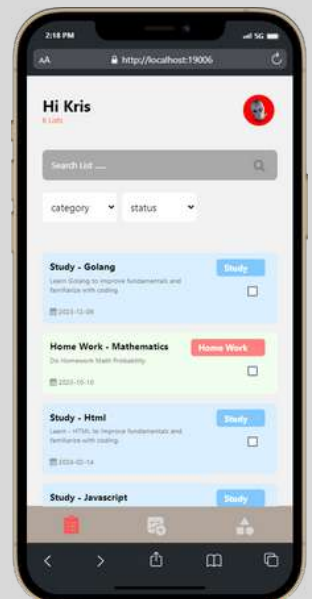 2:18 PM
5G
AA
http://localhost:19006
Hi Kris
6 Lists
Search List .....
category
status
Study - Golang
Study
Learn Golang to improve fundamentals and
familiarize with coding.
2023-12-09
Home Work - Mathematics
Home Work
Do Homework Math Probability.
2023-10-10
Study - Html
Study
Learn - HTML to improve fundamentals and
familiarize with coding.
2024-02-14
Study - Javascript
Study